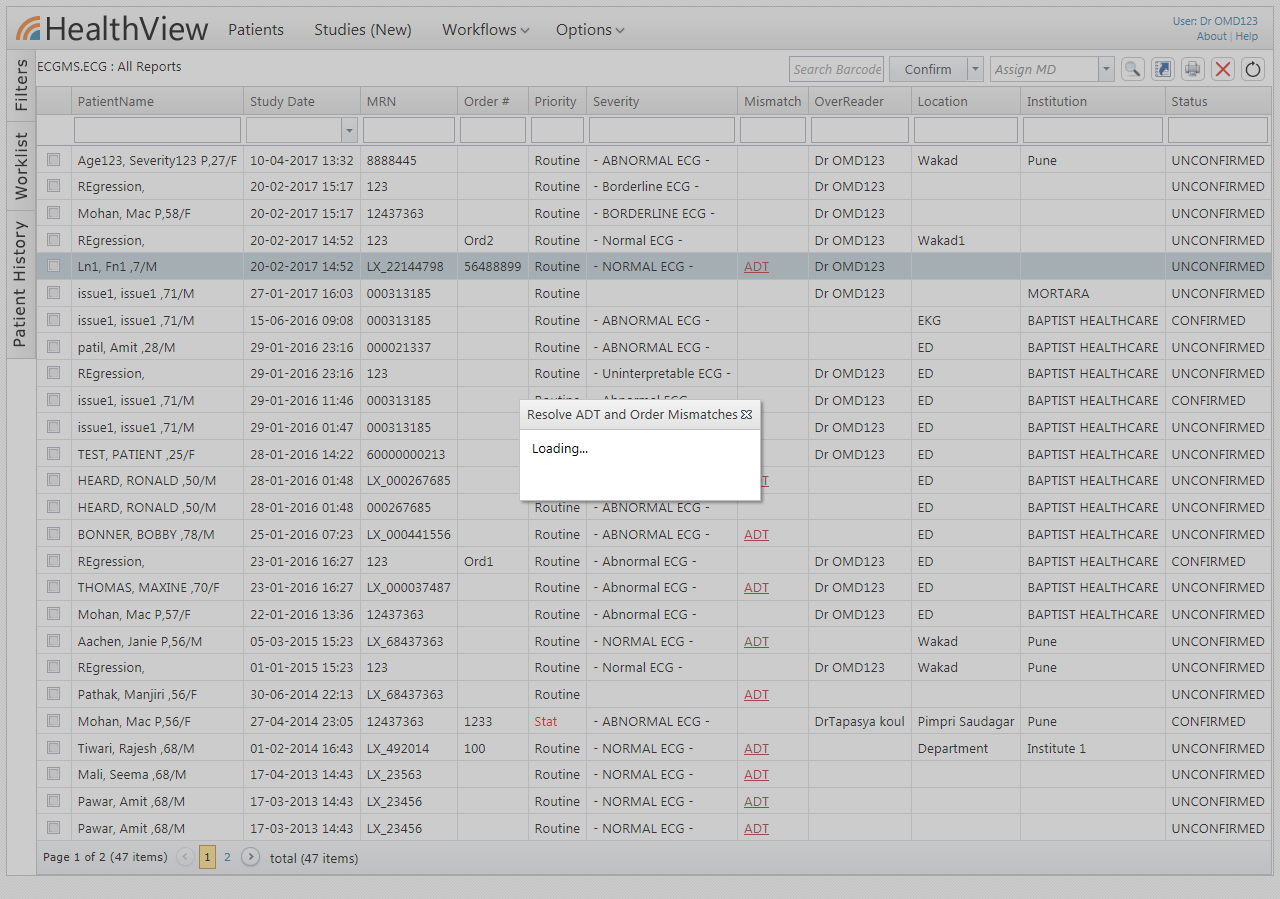 HealthView Patients Studies (New) Workflows Options
User: Dr OMD123
About | Help
Filters
Worklist
Patient History
ECGMS.ECG : All Reports Search Barcode Confirm Assign MD
PatientName Study Date MRN Order # Priority Severity Mismatch OverReader Location Institution Status
Age123, Severity123 P,27/F 10-04-2017 13:32 8888445 Routine - ABNORMAL ECG - Dr OMD123 Wakad Pune UNCONFIRMED
REgression, 20-02-2017 15:17 123 Routine - Borderline ECG - Dr OMD123 UNCONFIRMED
Mohan, Mac P,58/F 20-02-2017 15:17 12437363 Routine - BORDERLINE ECG - Dr OMD123 UNCONFIRMED
REgression, 20-02-2017 14:52 123 Ord2 Routine - Normal ECG - Dr OMD123 Wakad1 UNCONFIRMED
Ln1, Fn1 ,7/M 20-02-2017 14:52 LX_22144798 56488899 Routine - NORMAL ECG - ADT Dr OMD123 UNCONFIRMED
issue1, issue1 ,71/M 27-01-2017 16:03 000313185 Routine Dr OMD123 MORTARA UNCONFIRMED
issue1, issue1 ,71/M 15-06-2016 09:08 000313185 Routine - ABNORMAL ECG - EKG BAPTIST HEALTHCARE CONFIRMED
patil, Amit ,28/M 29-01-2016 23:16 000021337 Routine - ABNORMAL ECG - ED BAPTIST HEALTHCARE UNCONFIRMED
REgression, 29-01-2016 23:16 123 Routine - Uninterpretable ECG - Dr OMD123 ED BAPTIST HEALTHCARE UNCONFIRMED
issue1, issue1 ,71/M 29-01-2016 11:46 000313185 Dr OMD123 ED BAPTIST HEALTHCARE CONFIRMED
issue1, issue1 ,71/M 29-01-2016 01:47 000313185 Dr OMD123 ED BAPTIST HEALTHCARE UNCONFIRMED
TEST, PATIENT ,25/F 28-01-2016 14:22 60000000213 Dr OMD123 ED BAPTIST HEALTHCARE UNCONFIRMED
HEARD, RONALD ,50/M 28-01-2016 01:48 LX_000267685 ED BAPTIST HEALTHCARE UNCONFIRMED
HEARD, RONALD ,50/M 28-01-2016 01:48 000267685 Routine - ABNORMAL ECG - ED BAPTIST HEALTHCARE UNCONFIRMED
BONNER, BOBBY ,78/M 25-01-2016 07:23 LX_000441556 Routine - ABNORMAL ECG - ADT ED BAPTIST HEALTHCARE UNCONFIRMED
REgression, 23-01-2016 16:27 123 Ord1 Routine - Abnormal ECG - Dr OMD123 ED BAPTIST HEALTHCARE CONFIRMED
THOMAS, MAXINE ,70/F 23-01-2016 16:27 LX_000037487 Routine - Abnormal ECG - ADT Dr OMD123 ED BAPTIST HEALTHCARE UNCONFIRMED
Mohan, Mac P,57/F 22-01-2016 13:36 12437363 Routine - Abnormal ECG - Dr OMD123 ED BAPTIST HEALTHCARE UNCONFIRMED
Aachen, Janie P,56/M 05-03-2015 15:23 LX_68437363 Routine - NORMAL ECG - ADT Wakad Pune UNCONFIRMED
REgression, 01-01-2015 15:23 123 Routine - Normal ECG - Dr OMD123 Wakad Pune UNCONFIRMED
Pathak, Manjiri ,56/F 30-06-2014 22:13 LX_68437363 Routine ADT UNCONFIRMED
Mohan, Mac P,56/F 27-04-2014 23:05 12437363 1233 Stat - ABNORMAL ECG - DrTapasya koul Pimpri Saudagar Pune CONFIRMED
Tiwari, Rajesh ,68/M 01-02-2014 16:43 LX_492014 100 Routine - NORMAL ECG - ADT Department Institute 1 UNCONFIRMED
Mali, Seema ,68/M 17-04-2013 14:43 LX_23563 Routine - NORMAL ECG - ADT UNCONFIRMED
Pawar, Amit ,68/M 17-03-2013 14:43 LX_23456 Routine - NORMAL ECG - ADT UNCONFIRMED
Pawar, Amit ,68/M 17-03-2013 14:43 LX_23456 Routine - NORMAL ECG - ADT UNCONFIRMED
Page 1 of 2 (47 items) 1 2 total (47 items)
Resolve ADT and Order Mismatches
Loading...